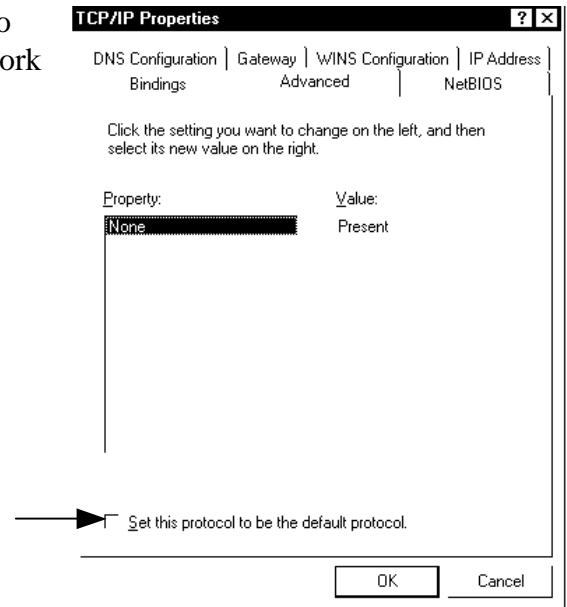 o
ork
TCP/IP Properties ? ×
DNS Configuration Gateway WINS Configuration IP Address
Bindings Advanced NetBIOS
Click the setting you want to change on the left, and then
select its new value on the right.
Property: Value:
None Present
Set this protocol to be the default protocol.
OK Cancel